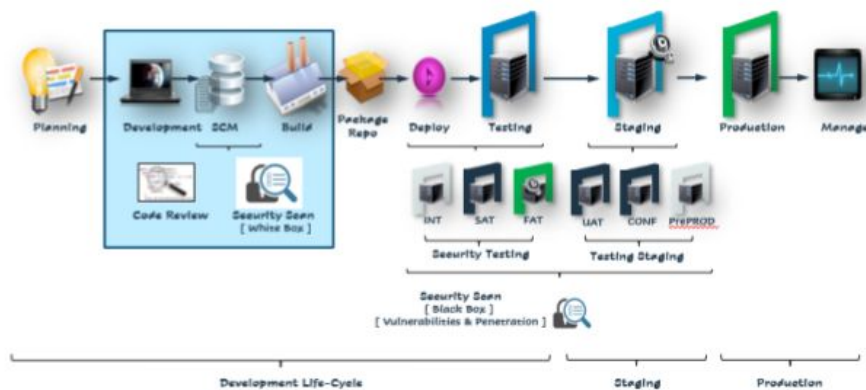 Planning
Development
SCM
Build
Package
Repo
Deploy
Testing
Staging
Production
Manage
Code Review
Security Scan
[ White Box ]
INT
SAT
FAT
UAT
CONF
PrePROD
Security Testing
Testing Staging
Security Scan
[ Black Box ]
[ Vulnerabilities & Penetration ]
Development Life-Cycle
Staging
Production